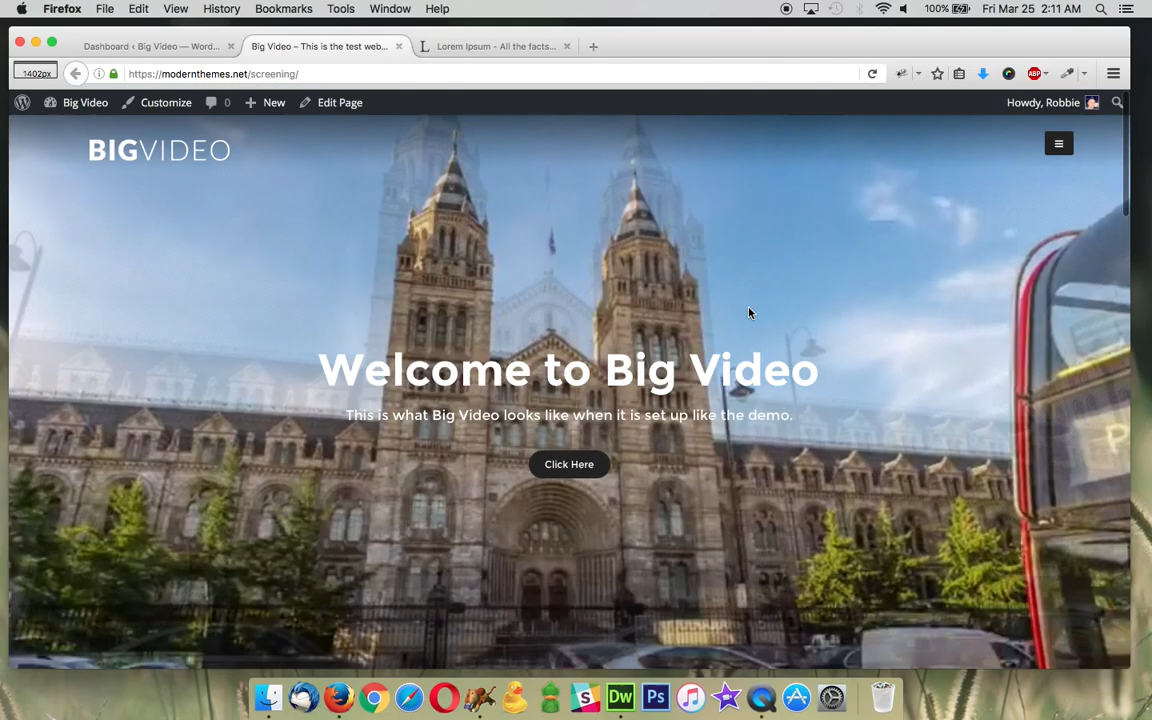 Firefox File Edit View History Bookmarks Tools Window Help 100% Fri Mar 25 2:11 AM
Dashboard ‹ Big Video — Word... Big Video – This is the test web... Lorem Ipsum - All the facts...
1402px https://modernthemes.net/screening/ ABP
Big Video Customize 0 New Edit Page Howdy, Robbie
BIGVIDEO
Welcome to Big Video
This is what Big Video looks like when it is set up like the demo.
Click Here
Dw Ps